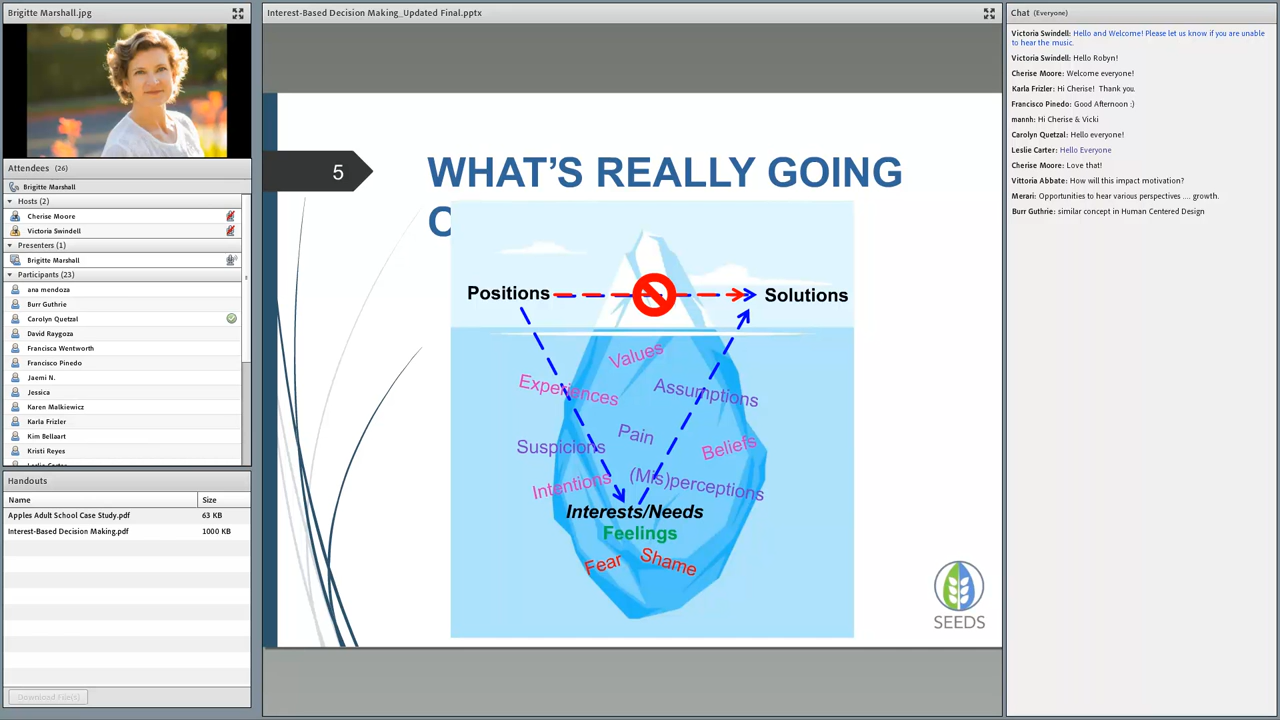 Brigitte Marshall.jpg
Attendees (26)
Brigitte Marshall
Hosts (2)
Cherise Moore
Victoria Swindell
Presenters (1)
Brigitte Marshall
Participants (23)
ana mendoza
Burr Guthrie
Carolyn Quetzal
David Raygoza
Francisca Wentworth
Francisco Pinedo
Jaemi N.
Jessica
Karen Malkiewicz
Karla Frizler
Kim Bellaart
Kristi Reyes
Leslie Carter
Handouts
Name Size
Apples Adult School Case Study.pdf 63 KB
Interest-Based Decision Making.pdf 1000 KB
Download File(s)
Interest-Based Decision Making_Updated Final.pptx
5
WHAT'S REALLY GOING
Positions
Solutions
Values
Experiences
Assumptions
Pain
Suspicions
Beliefs
Intentions
(Mis)perceptions
Interests/Needs
Feelings
Fear
Shame
SEEDS
Chat (Everyone)
Victoria Swindell: Hello and Welcome! Please let us know if you are unable
to hear the music.
Victoria Swindell: Hello Robyn!
Cherise Moore: Welcome everyone!
Karla Frizler: Hi Cherise! Thank you.
Francisco Pinedo: Good Afternoon :)
mannh: Hi Cherise & Vicki
Carolyn Quetzal: Hello everyone!
Leslie Carter: Hello Everyone
Cherise Moore: Love that!
Vittoria Abbate: How will this impact motivation?
Merari: Opportunities to hear various perspectives .... growth.
Burr Guthrie: similar concept in Human Centered Design